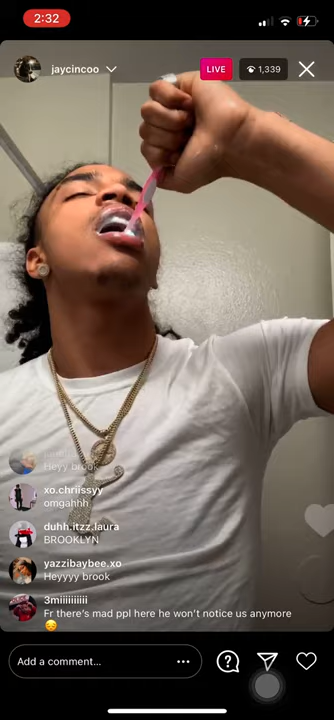 2:32
jaycincoo
LIVE
1,339
Heyy brook
xo.chriissyy
omgahhh
duhh.itzz.laura
BROOKLYN
yazzibaybee.xo
Heyyyy brook
3miiiiiiiiii
Fr there's mad ppl here he won't notice us anymore
😔
Add a comment...